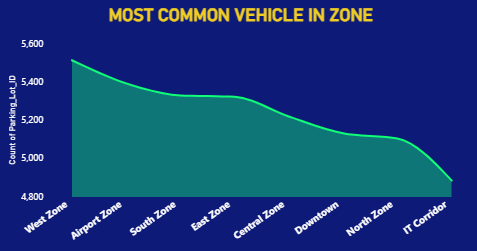 MOST COMMON VEHICLE IN ZONE
Count of Parking_Lot_ID
5,600
5,400
5,200
5,000
4,800
West Zone
Airport Zone
South Zone
East Zone
Central Zone
Downtown
North Zone
IT Corridor